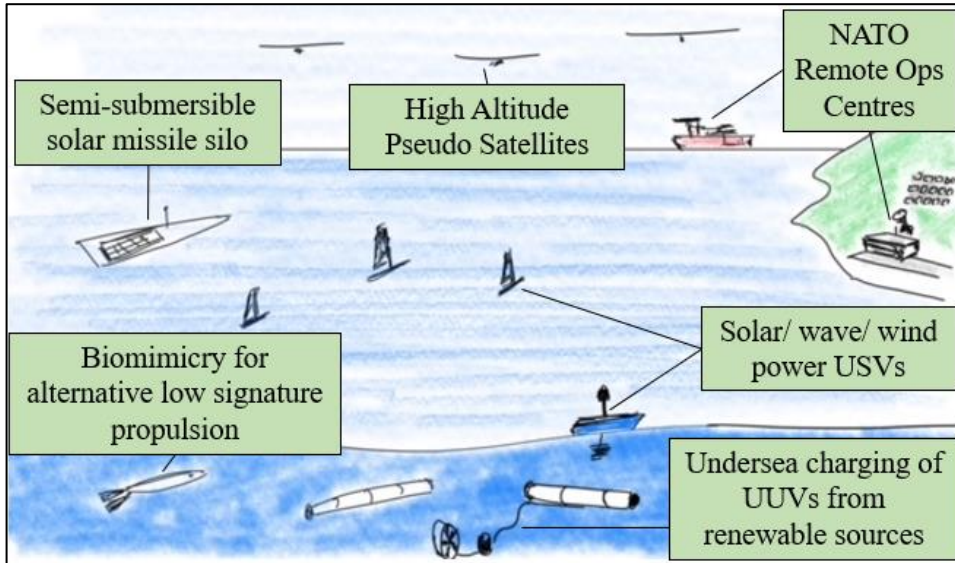 NATO
Remote Ops
Centres
Semi-submersible
solar missile silo
High Altitude
Pseudo Satellites
Solar/ wave/ wind
power USVs
Biomimicry for
alternative low signature
propulsion
Undersea charging of
UUVs from
renewable sources